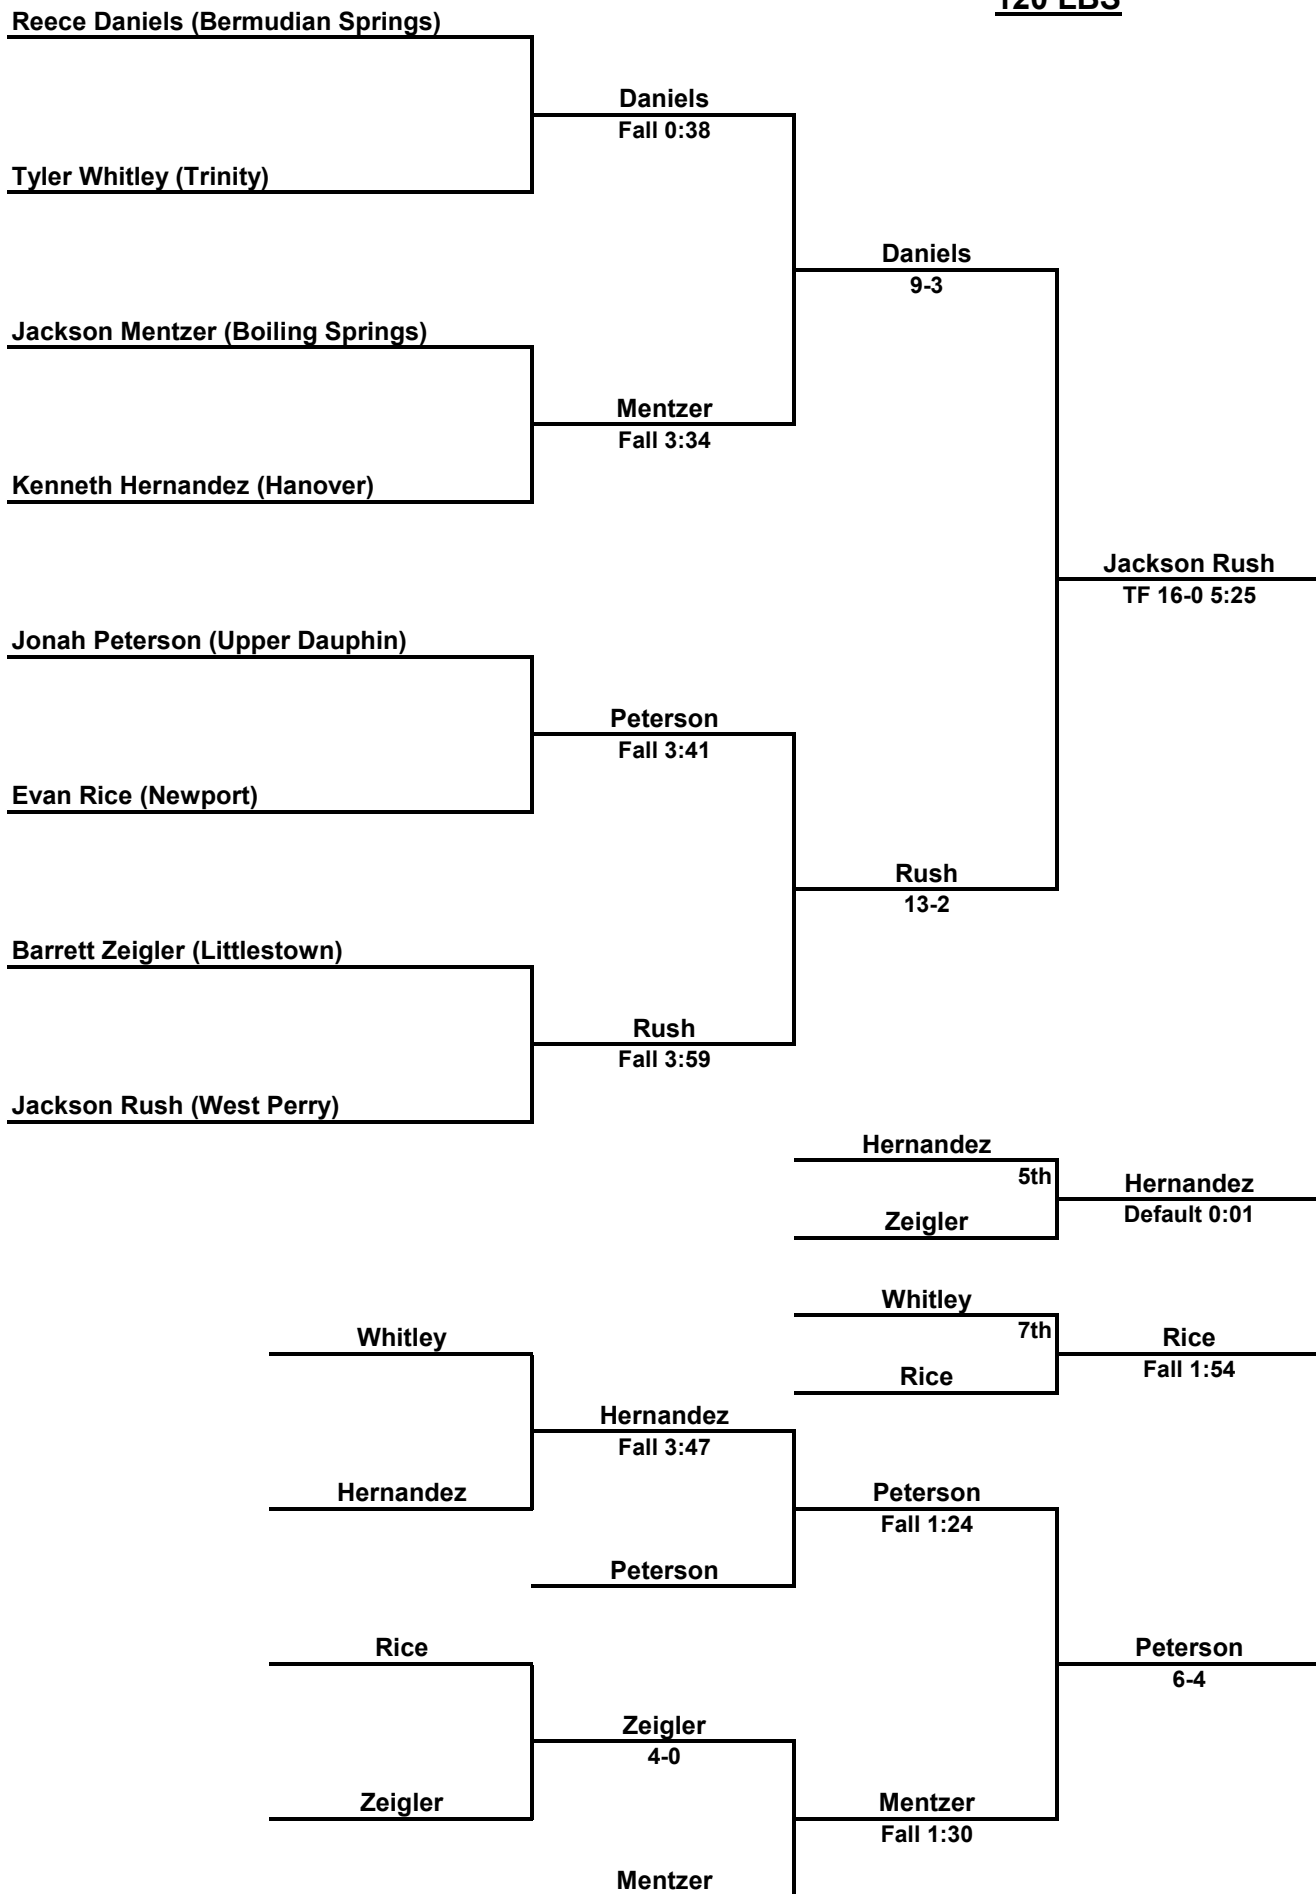 120 LBS
Reece Daniels (Bermudian Springs)
Daniels
Fall 0:38
Tyler Whitley (Trinity)
Daniels
9-3
Jackson Mentzer (Boiling Springs)
Mentzer
Fall 3:34
Kenneth Hernandez (Hanover)
Jackson Rush
TF 16-0 5:25
Jonah Peterson (Upper Dauphin)
Peterson
Fall 3:41
Evan Rice (Newport)
Rush
13-2
Barrett Zeigler (Littlestown)
Rush
Fall 3:59
Jackson Rush (West Perry)
Hernandez
5th
Hernandez
Default 0:01
Zeigler
Whitley
7th
Rice
Fall 1:54
Rice
Whitley
Hernandez
Fall 3:47
Hernandez
Peterson
Fall 1:24
Peterson
Rice
Peterson
6-4
Zeigler
4-0
Zeigler
Mentzer
Fall 1:30
Mentzer